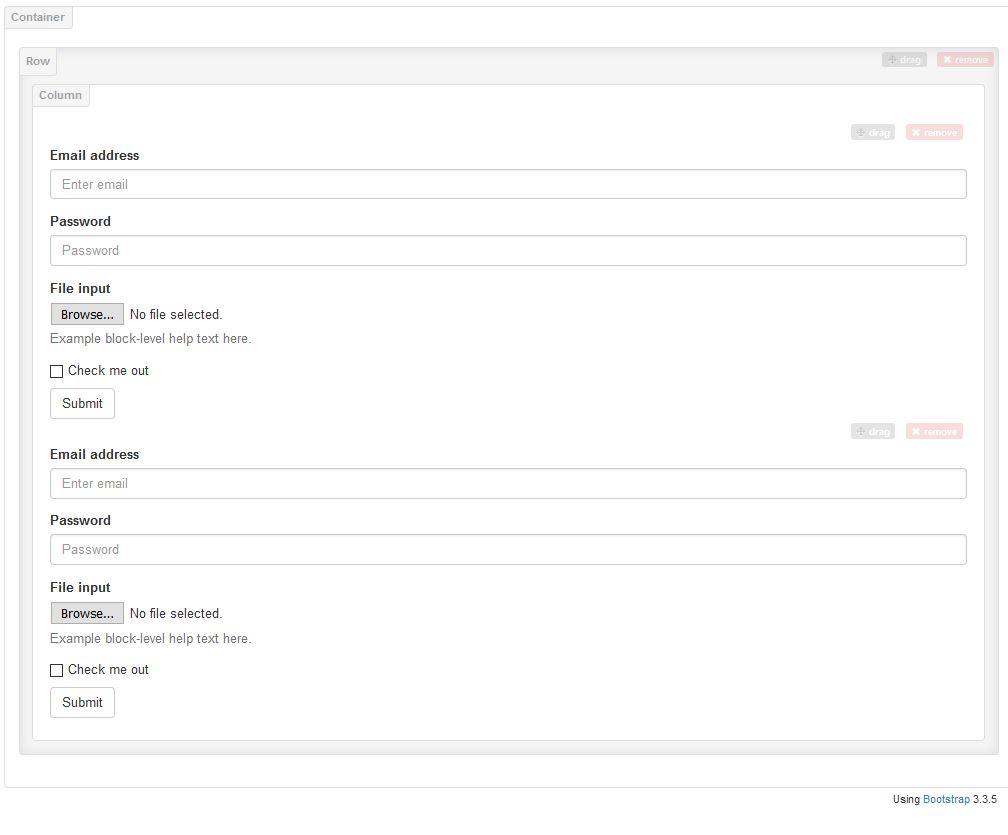 Container
Row
drag remove
Column
drag remove
Email address
Enter email
Password
Password
File input
Browse... No file selected.
Example block-level help text here.
Check me out
Submit
drag remove
Email address
Enter email
Password
Password
File input
Browse... No file selected.
Example block-level help text here.
Check me out
Submit
Using Bootstrap 3.3.5